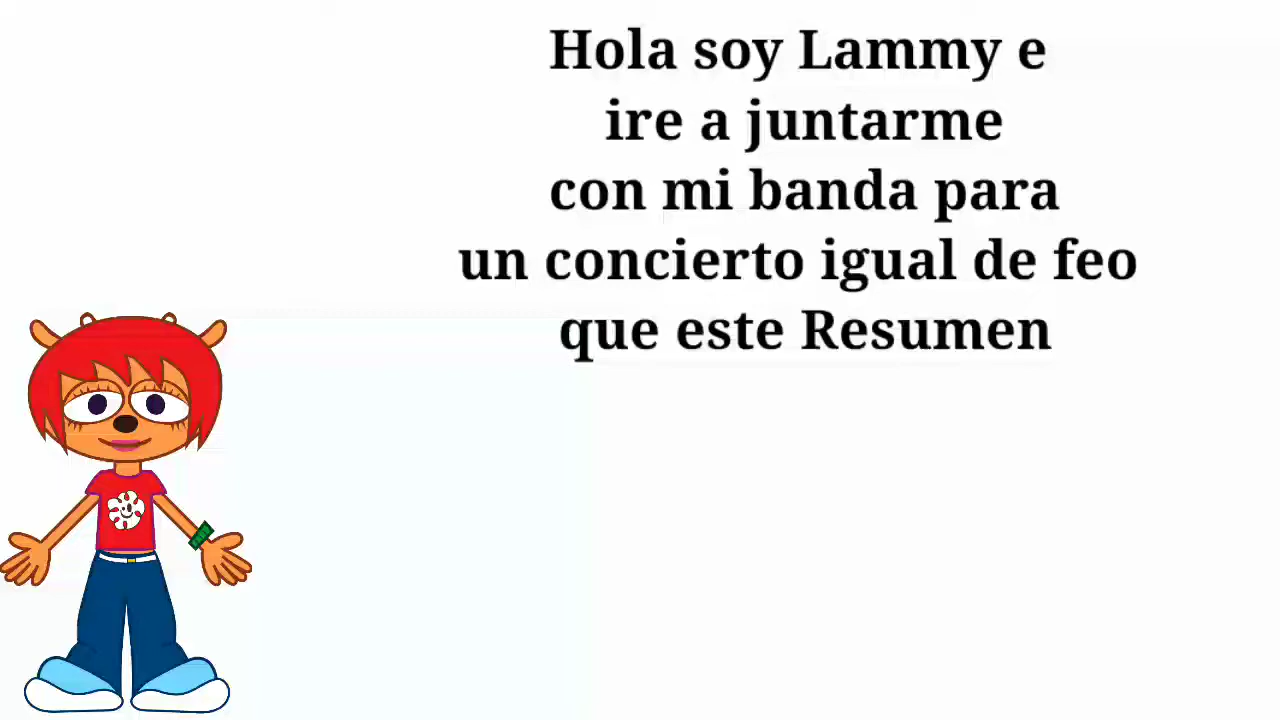 Hola soy Lammy e
ire a juntarme
con mi banda para
un concierto igual de feo
que este Resumen